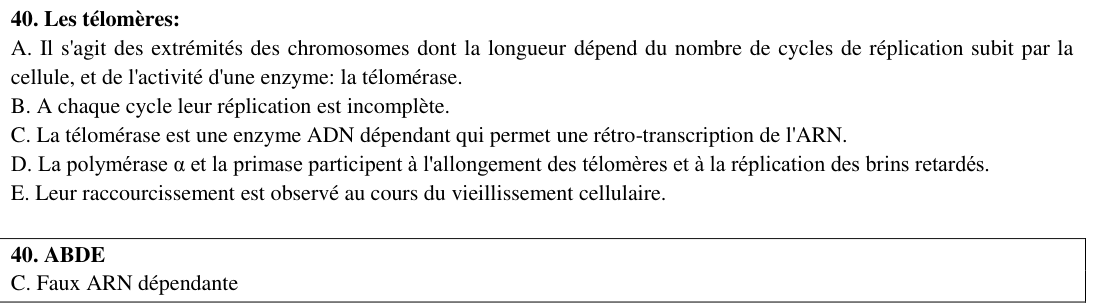 40. Les télomères:
A. Il s'agit des extrémités des chromosomes dont la longueur dépend du nombre de cycles de réplication subit par la
cellule, et de l'activité d'une enzyme: la télomérase.
B. A chaque cycle leur réplication est incomplète.
C. La télomérase est une enzyme ADN dépendant qui permet une rétro-transcription de l'ARN.
D. La polymérase α et la primase participent à l'allongement des télomères et à la réplication des brins retardés.
E. Leur raccourcissement est observé au cours du vieillissement cellulaire.
40. ABDE
C. Faux ARN dépendante